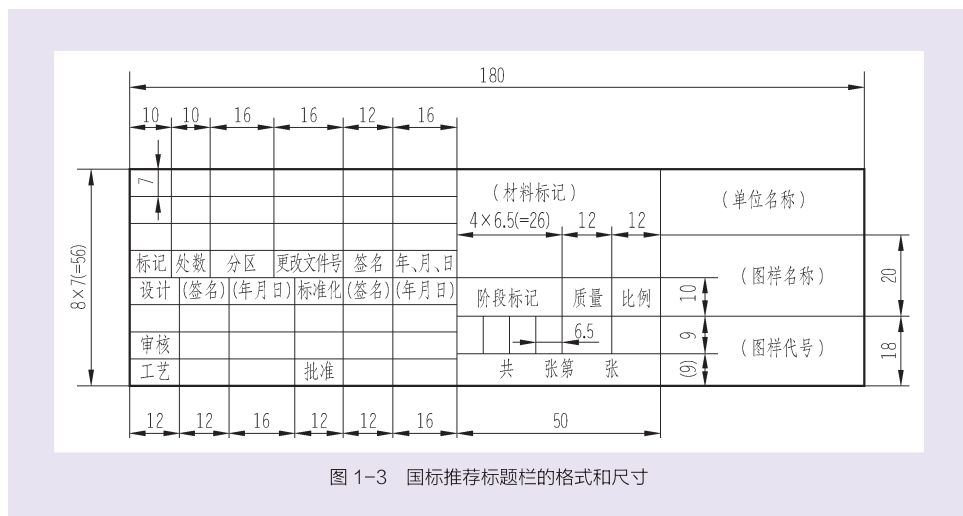 180
10 10 16 16 12 16
7
(材料标记)
(单位名称)
4×6.5(=26) 12 12
8×7(=56)
标记 处数 分区 更改文件号 签名 年、月、日
设计 (签名) (年月日) 标准化 (签名) (年月日)
阶段标记 质量 比例 10
(图样名称) 20
6.5 9
审核
(图样代号) 18
工艺 批准
共 张第 张 (9)
12 12 16 12 12 16 50
图 1-3 国标推荐标题栏的格式和尺寸